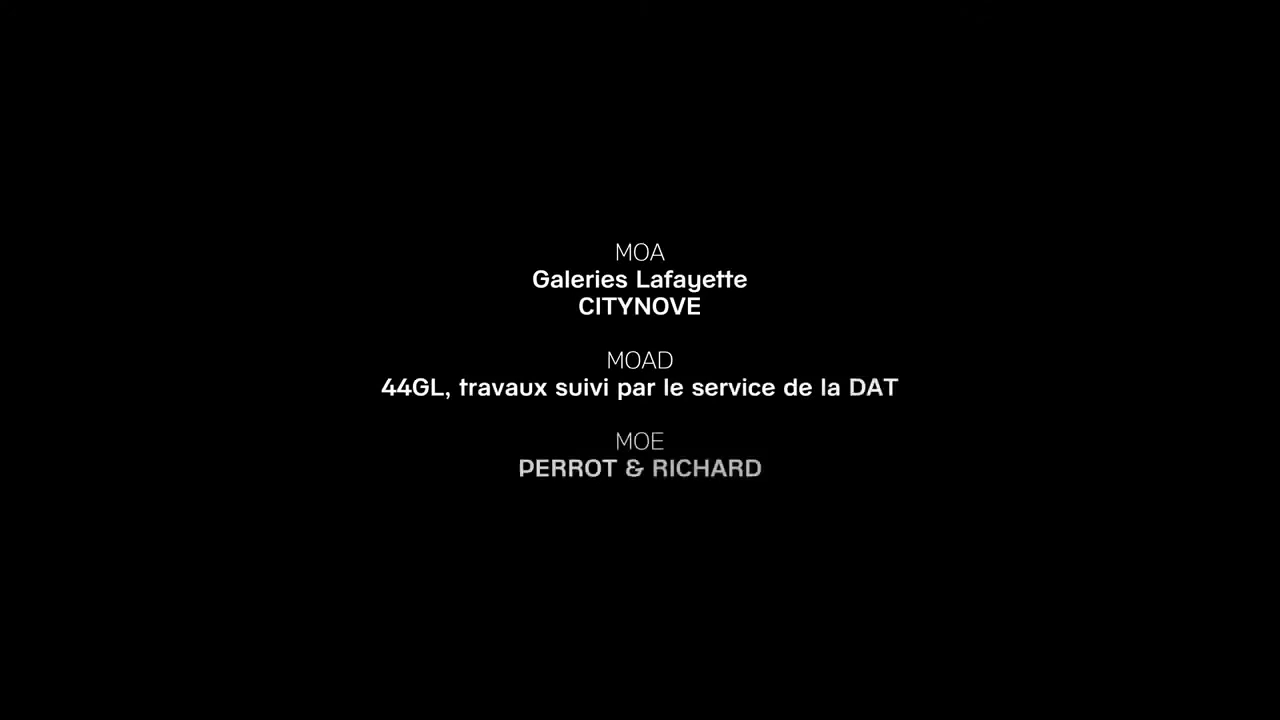 MOA
Galeries Lafayette
CITYNOVE
MOAD
44GL, travaux suivi par le service de la DAT
MOE
PERROT & RICHARD